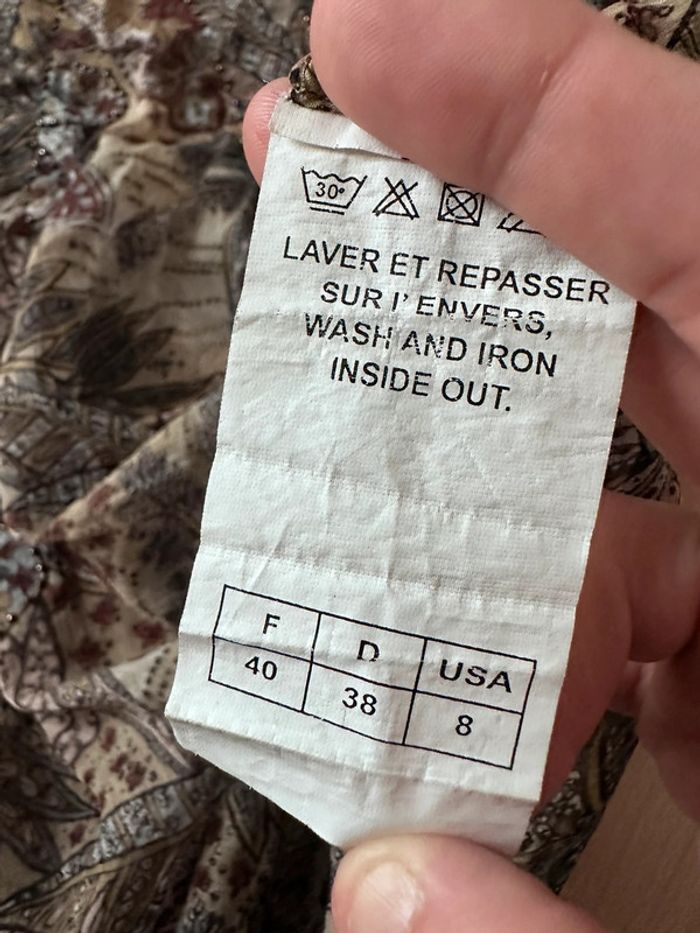 30°
LAVER ET REPASSER
SUR l' ENVERS,
WASH AND IRON
INSIDE OUT.
F D USA
40 38 8